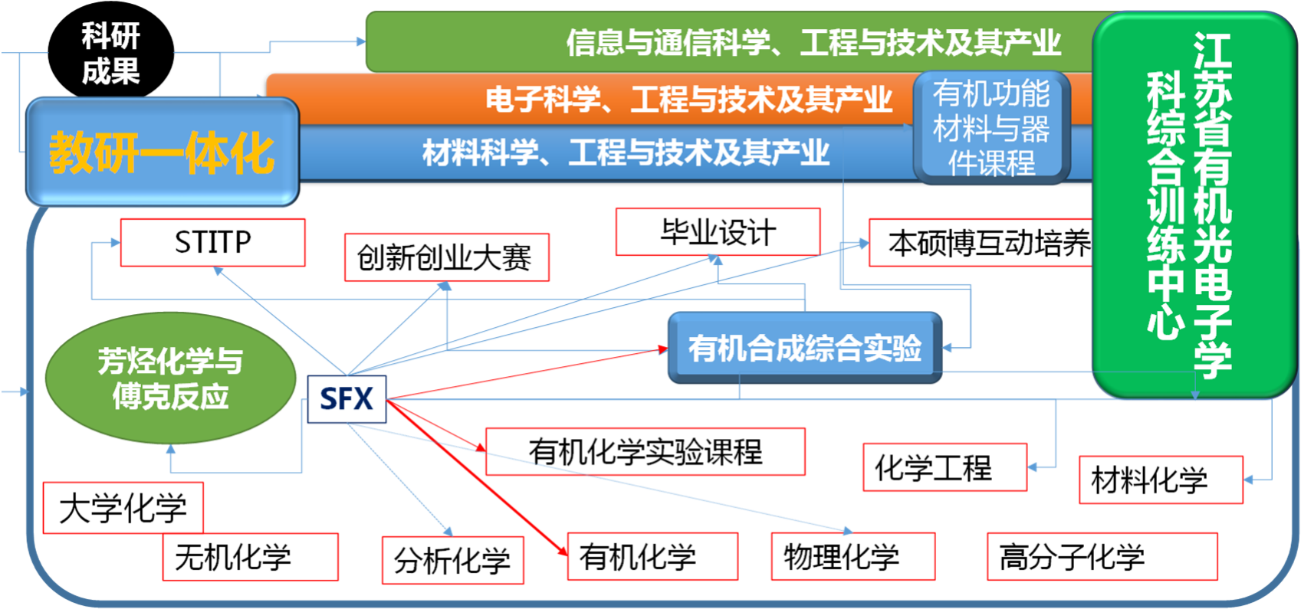 科研
成果
信息与通信科学、工程与技术及其产业
电子科学、工程与技术及其产业
材料科学、工程与技术及其产业
教研一体化
有机功能
材料与器
件课程
江苏省有机光电子学
科综合训练中心
STITP
创新创业大赛
毕业设计
本硕博互动培养
芳烃化学与
傅克反应
SFX
有机合成综合实验
有机化学实验课程
化学工程
材料化学
大学化学
无机化学
分析化学
有机化学
物理化学
高分子化学